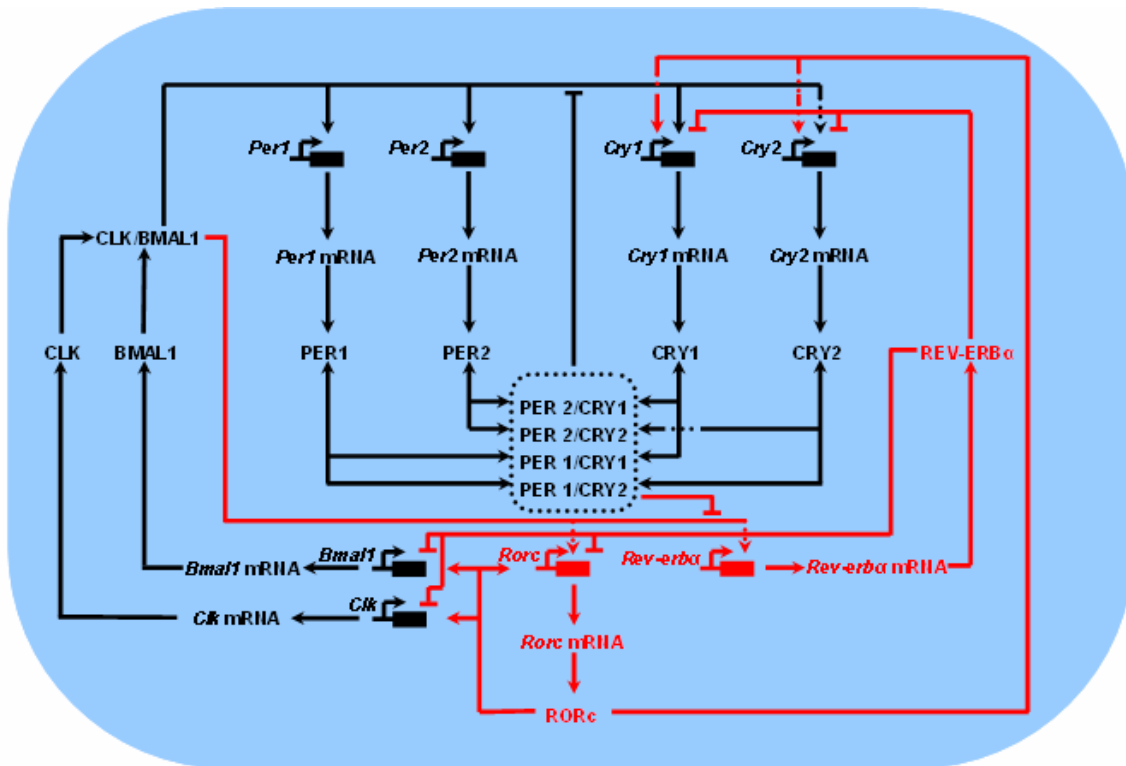 Per1
Per2
Cry1
Cry2
CLK/BMAL1
Per1 mRNA
Per2 mRNA
Cry1 mRNA
Cry2 mRNA
CLK
BMAL1
PER1
PER2
CRY1
CRY2
REV-ERBα
PER 2/CRY1
PER 2/CRY2
PER 1/CRY1
PER 1/CRY2
Bmal1
Rorc
Rev-erbα
Bmal1 mRNA
Rev-erbα mRNA
Clk
Clk mRNA
Rorc mRNA
RORc